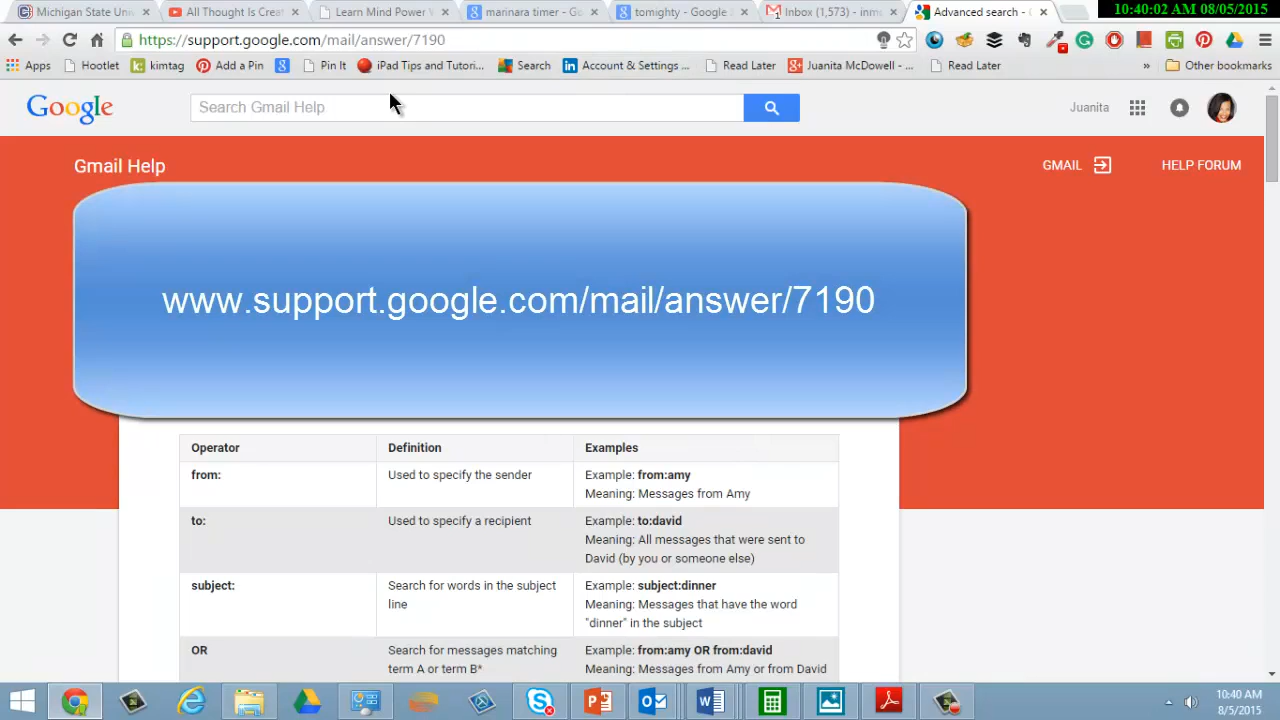 Michigan State Uni
All Thought Is Creat
Learn Mind Power V
marinara timer - Go
tomighty - Google
Inbox (1,573) - inm
Advanced search - G
10:40:02 AM 08/05/2015
https://support.google.com/mail/answer/7190
Apps
Hootlet
kimtag
Add a Pin
Pin It
iPad Tips and Tutori...
Search
Account & Settings ...
Read Later
Juanita McDowell - ...
Read Later
»
Other bookmarks
Google
Search Gmail Help
Juanita
Gmail Help
GMAIL
HELP FORUM
www.support.google.com/mail/answer/7190
Operator
Definition
Examples
from:
Used to specify the sender
Example: from:amy
Meaning: Messages from Amy
to:
Used to specify a recipient
Example: to:david
Meaning: All messages that were sent to
David (by you or someone else)
subject:
Search for words in the subject
line
Example: subject:dinner
Meaning: Messages that have the word
"dinner" in the subject
OR
Search for messages matching
term A or term B*
Example: from:amy OR from:david
Meaning: Messages from Amy or from David
10:40 AM
8/5/2015